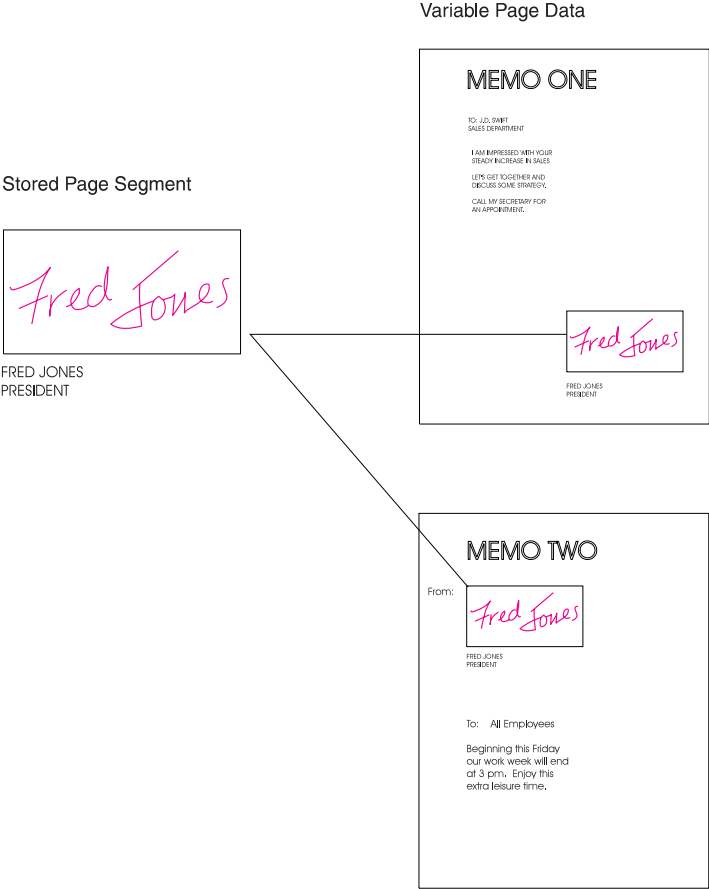 Variable Page Data
MEMO ONE
TO: J.D. SWIFT
SALES DEPARTMENT
I AM IMPRESSED WITH YOUR
STEADY INCREASE IN SALES
LET'S GET TOGETHER AND
DISCUSS SOME STRATEGY.
CALL MY SECRETARY FOR
AN APPOINTMENT.
Fred Jones
FRED JONES
PRESIDENT
Stored Page Segment
Fred Jones
FRED JONES
PRESIDENT
MEMO TWO
From:
Fred Jones
FRED JONES
PRESIDENT
To: All Employees
Beginning this Friday
our work week will end
at 3 pm. Enjoy this
extra leisure time.